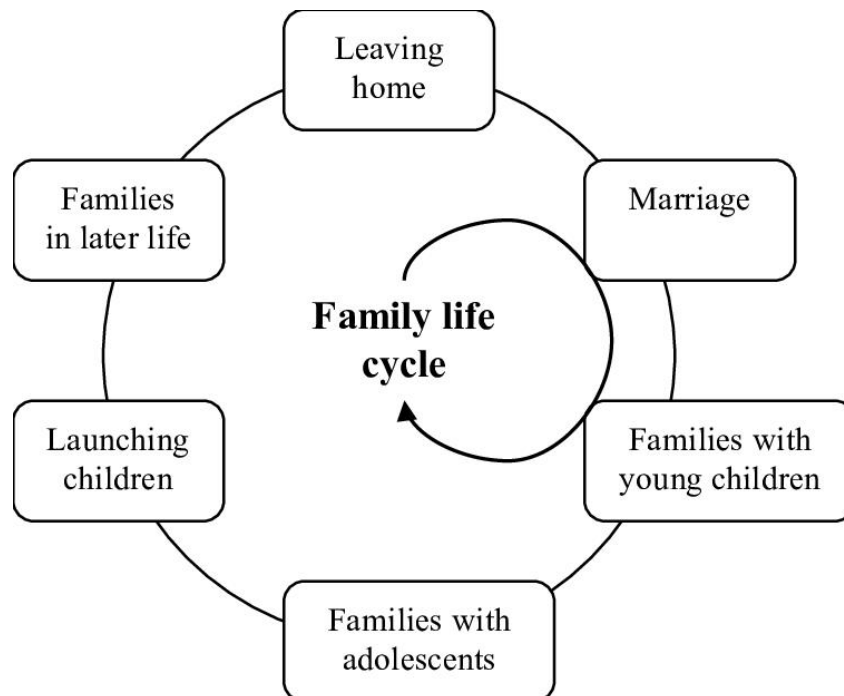 Leaving
home
Marriage
Families with
young children
Families with
adolescents
Launching
children
Families
in later life
Family life
cycle